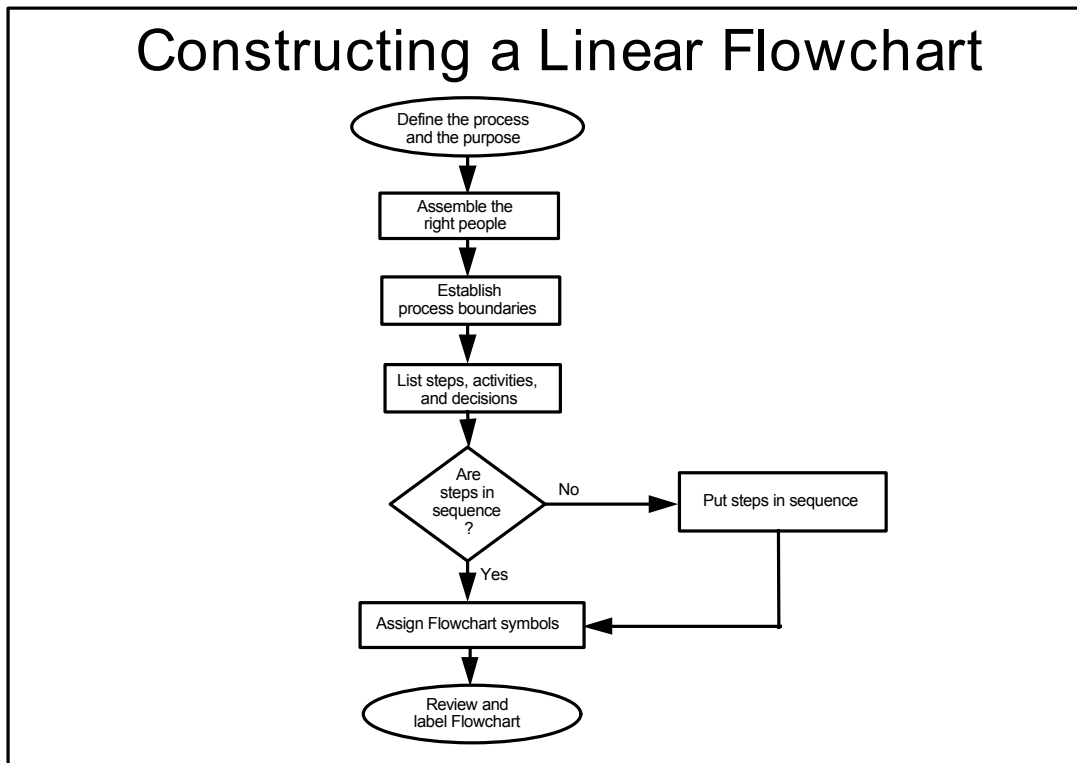 Constructing a Linear Flowchart
Define the process
and the purpose
Assemble the
right people
Establish
process boundaries
List steps, activities,
and decisions
Are
steps in
sequence
?
No
Put steps in sequence
Yes
Assign Flowchart symbols
Review and
label Flowchart